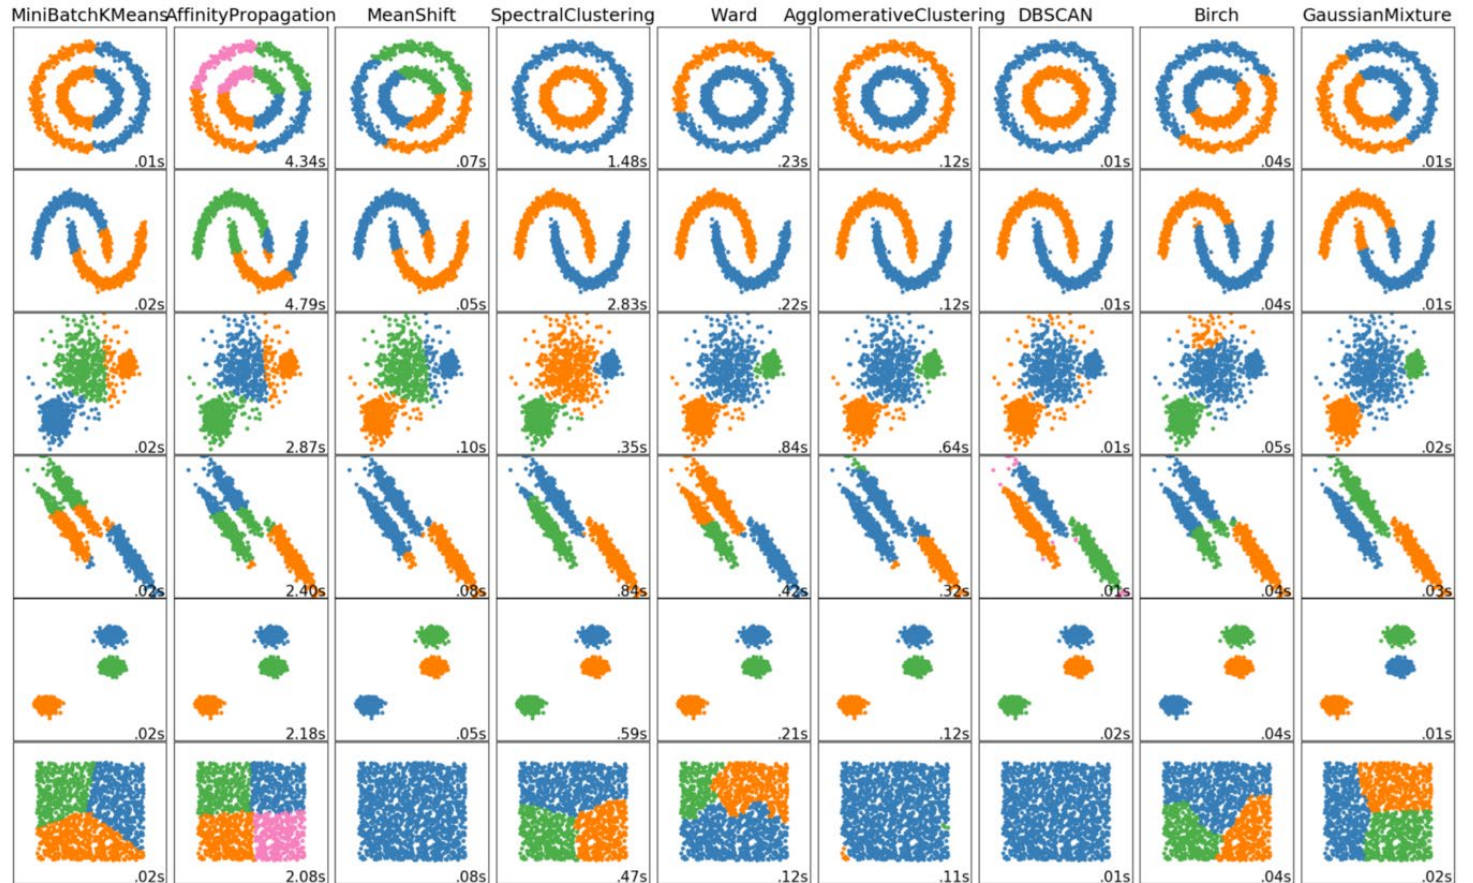 MiniBatchKMeans AffinityPropagation MeanShift SpectralClustering Ward AgglomerativeClustering DBSCAN Birch GaussianMixture
.01s 4.34s .07s 1.48s .23s .12s .01s .04s .01s
.02s 4.79s .05s 2.83s .22s .12s .01s .04s .01s
.02s 2.87s .10s .35s .84s .64s .01s .05s .02s
.02s 2.40s .08s .84s .42s .32s .01s .04s .03s
.02s 2.18s .05s .59s .21s .12s .02s .04s .01s
.02s 2.08s .08s .47s .12s .11s .01s .04s .02s